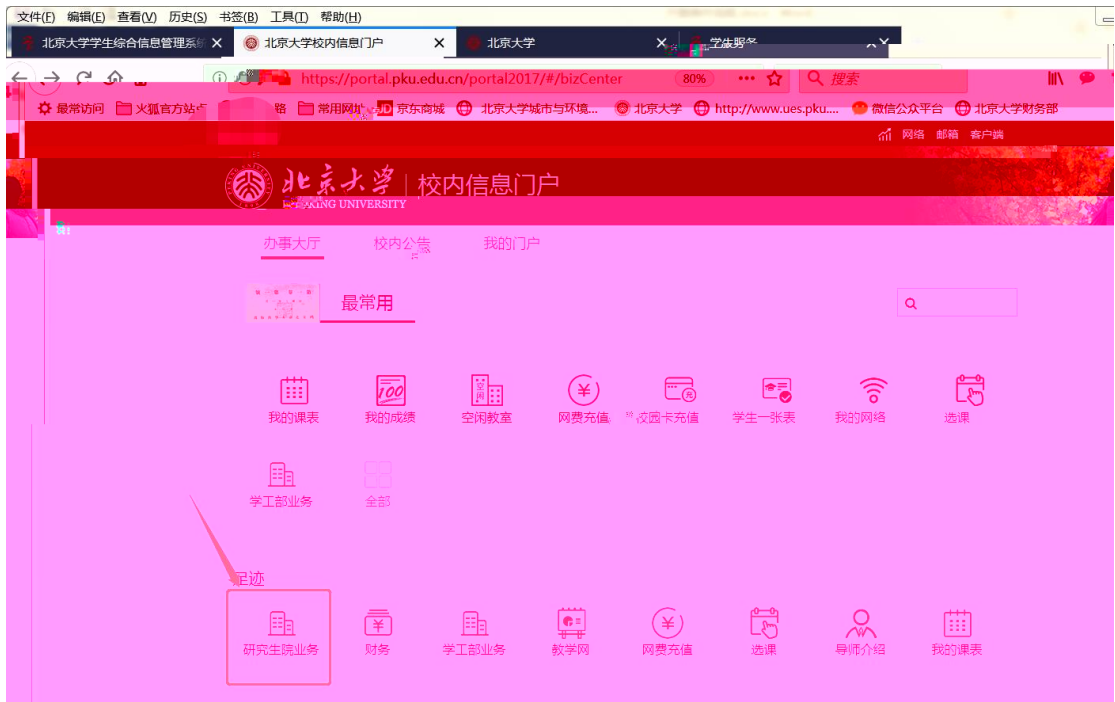 文件(F) 编辑(E) 查看(V) 历史(S) 书签(B) 工具(T) 帮助(H)
北京大学学生综合信息管理系统 北京大学校内信息门户 北京大学
https://portal.pku.edu.cn/portal2017/#/bizCenter 80% 搜索
最常访问 火狐官方站点 常用网址 JD 京东商城 北京大学城市与环境... 北京大学 http://www.ues.pku.... 微信公众平台 北京大学财务部
网络 邮箱 客户端
北京大学 校内信息门户
PEKING UNIVERSITY
办事大厅 校内公告 我的门户
最常用
100 空闲
我的课表 我的成绩 空闲教室 网费充值 校园卡充值 学生一张表 我的网络 选课
学工部业务 全部
足迹
研究生院业务 财务 学工部业务 教学网 网费充值 选课 导师介绍 我的课表